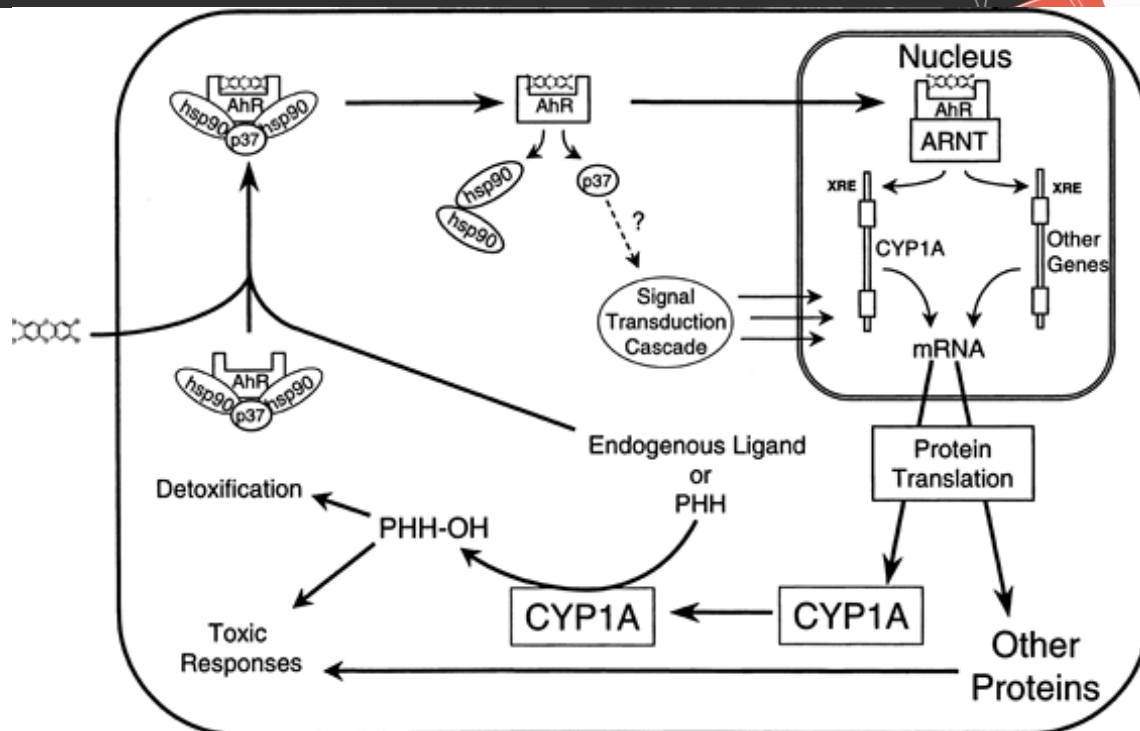 Nucleus
AhR
hsp90
hsp90
p37
AhR
hsp90
hsp90
p37
?
Signal
Transduction
Cascade
AhR
ARNT
XRE
XRE
CYP1A
Other
Genes
mRNA
AhR
hsp90
hsp90
p37
Endogenous Ligand
or
PHH
Protein
Translation
Detoxification
PHH-OH
CYP1A
CYP1A
Toxic
Responses
Other
Proteins